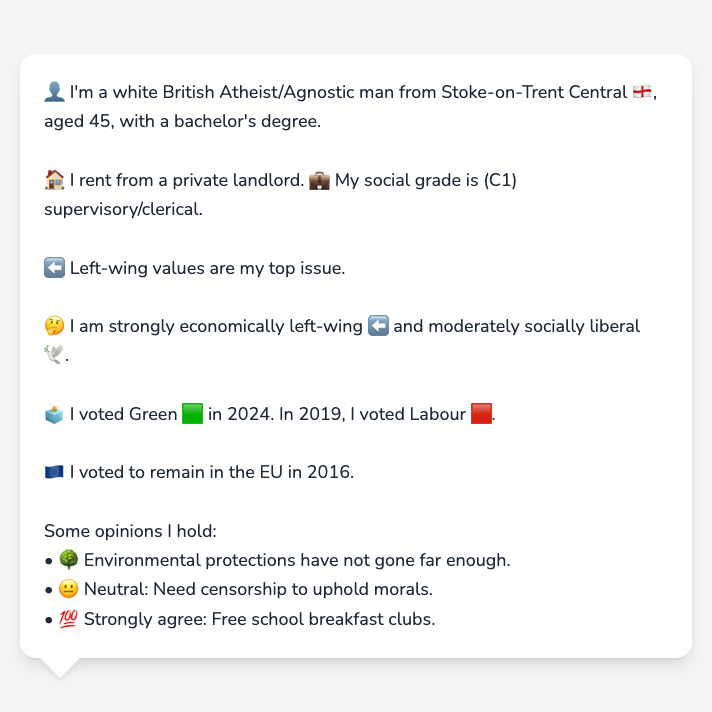 👤 I'm a white British Atheist/Agnostic man from Stoke-on-Trent Central 🏴󠁧󠁢󠁥󠁮󠁧󠁿,
aged 45, with a bachelor's degree.
🏠 I rent from a private landlord. 💼 My social grade is (C1)
supervisory/clerical.
⬅️ Left-wing values are my top issue.
🤔 I am strongly economically left-wing ⬅️ and moderately socially liberal
🕊️.
🗳️ I voted Green 🟩 in 2024. In 2019, I voted Labour 🟥.
🇪🇺 I voted to remain in the EU in 2016.
Some opinions I hold:
• 🌳 Environmental protections have not gone far enough.
• 😐 Neutral: Need censorship to uphold morals.
• 💯 Strongly agree: Free school breakfast clubs.